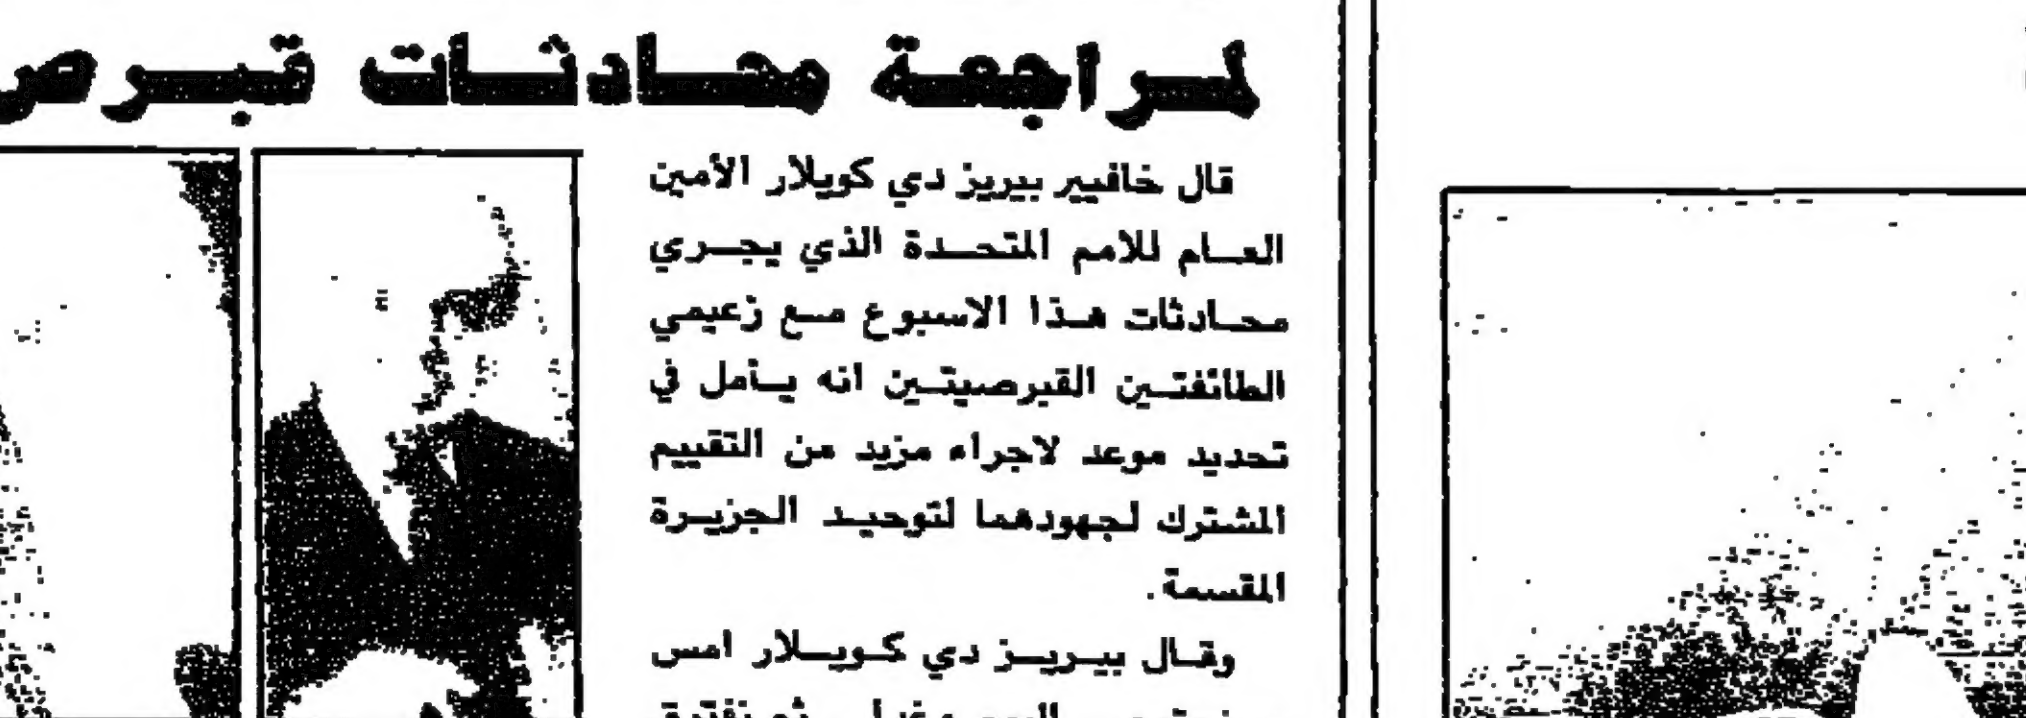 لمراجعة محادثات قبرص
قال خافيير بيريز دي كويلار الأمين
العام للامم المتحدة الذي يجري
محادثات هذا الاسبوع مع زعيمي
الطائفتين القبرصيتين انه يأمل في
تحديد موعد لاجراء مزيد من التقييم
المشترك لجهودهما لتوحيد الجزيرة
المقسمة.
وقال بيريز دي كويلار امس